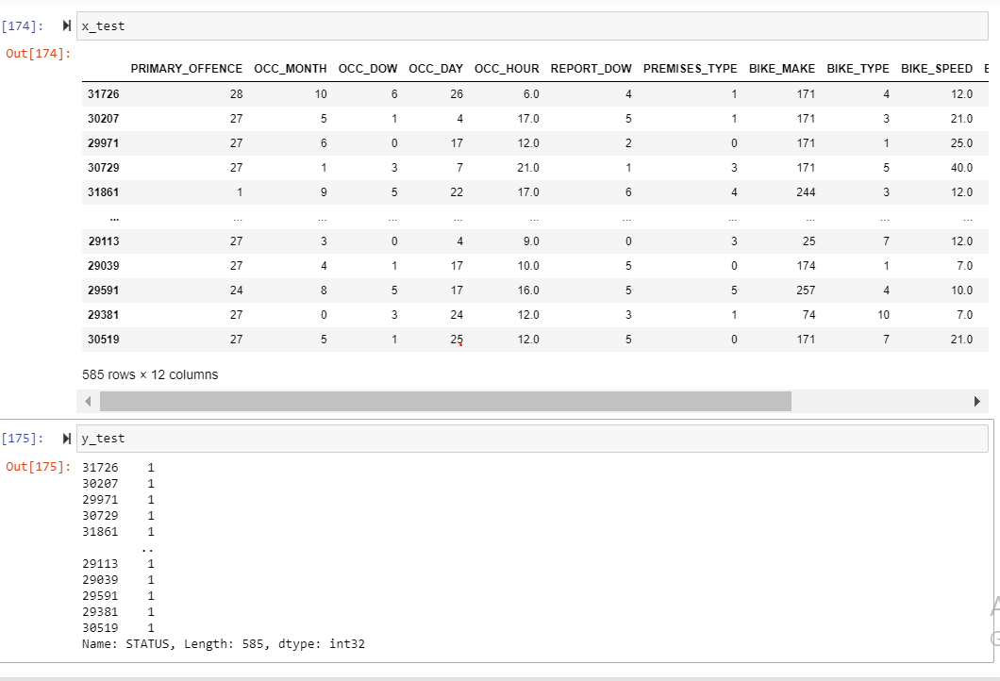 [174]: x_test
Out[174]:
PRIMARY_OFFENCE OCC_MONTH OCC_DOW OCC_DAY OCC_HOUR REPORT_DOW PREMISES_TYPE BIKE_MAKE BIKE_TYPE BIKE_SPEED
31726 28 10 6 26 6.0 4 1 171 4 12.0
30207 27 5 1 4 17.0 5 1 171 3 21.0
29971 27 6 0 17 12.0 2 0 171 1 25.0
30729 27 1 3 7 21.0 1 3 171 5 40.0
31861 1 9 5 22 17.0 6 4 244 3 12.0
... ... ... ... ... ... ... ... ... ... ...
29113 27 3 0 4 9.0 0 3 25 7 12.0
29039 27 4 1 17 10.0 5 0 174 1 7.0
29591 24 8 5 17 16.0 5 5 257 4 10.0
29381 27 0 3 24 12.0 3 1 74 10 7.0
30519 27 5 1 25 12.0 5 0 171 7 21.0
585 rows × 12 columns
[175]: y_test
Out[175]:
31726 1
30207 1
29971 1
30729 1
31861 1
..
29113 1
29039 1
29591 1
29381 1
30519 1
Name: STATUS, Length: 585, dtype: int32